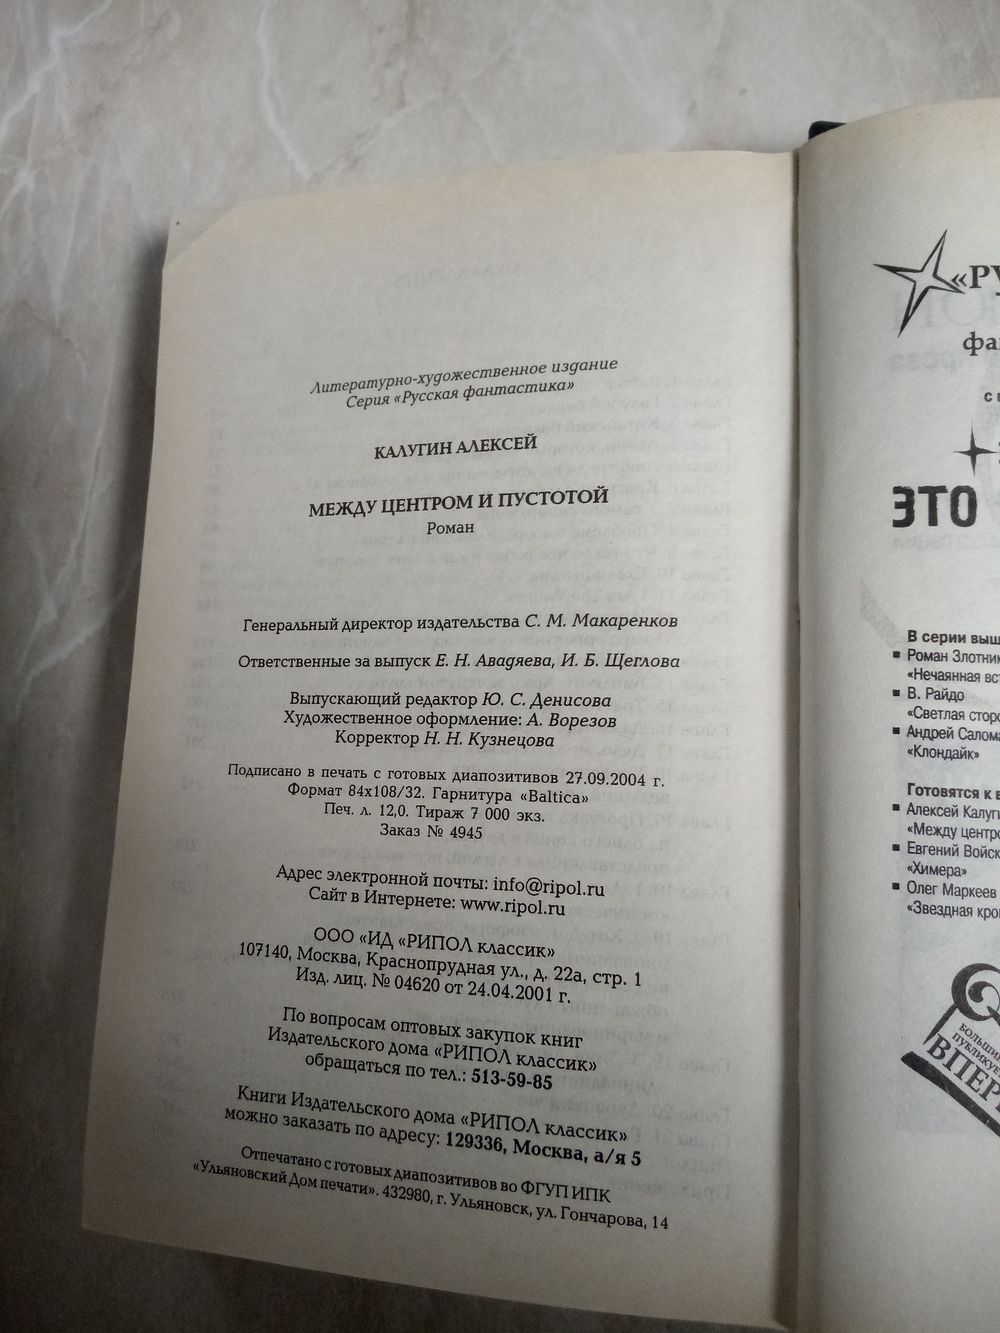 Литературно-художественное издание
Серия «Русская фантастика»
КАЛУГИН АЛЕКСЕЙ
МЕЖДУ ЦЕНТРОМ И ПУСТОТОЙ
Роман
Генеральный директор издательства С. М. Макаренков
Ответственные за выпуск Е. Н. Авадяева, И. Б. Щеглова
Выпускающий редактор Ю. С. Денисова
Художественное оформление: А. Ворезов
Корректор Н. Н. Кузнецова
Подписано в печать с готовых диапозитивов 27.09.2004 г.
Формат 84x108/32. Гарнитура «Baltica»
Печ. л. 12,0. Тираж 7 000 экз.
Заказ № 4945
Адрес электронной почты: info@ripol.ru
Сайт в Интернете: www.ripol.ru
ООО «ИД «РИПОЛ классик»
107140, Москва, Краснопрудная ул., д. 22а, стр. 1
Изд. лиц. № 04620 от 24.04.2001 г.
По вопросам оптовых закупок книг
Издательского дома «РИПОЛ классик»
обращаться по тел.: 513-59-85
Книги Издательского дома «РИПОЛ классик»
можно заказать по адресу: 129336, Москва, а/я 5
Отпечатано с готовых диапозитивов во ФГУП ИПК
«Ульяновский Дом печати». 432980, г. Ульяновск, ул. Гончарова, 14
«РУ
фан
с
ЭТО
В серии выш
Роман Злотник
«Нечаянная вст
В. Райдо
«Светлая сторо
Андрей Салома
«Клондайк»
Готовятся к в
Алексей Калуги
«Между центро
Евгений Войск
«Химера»
Олег Маркеев
«Звездная кро
БОЛЬШИ
ПУБЛИКУЕ
ВПЕР